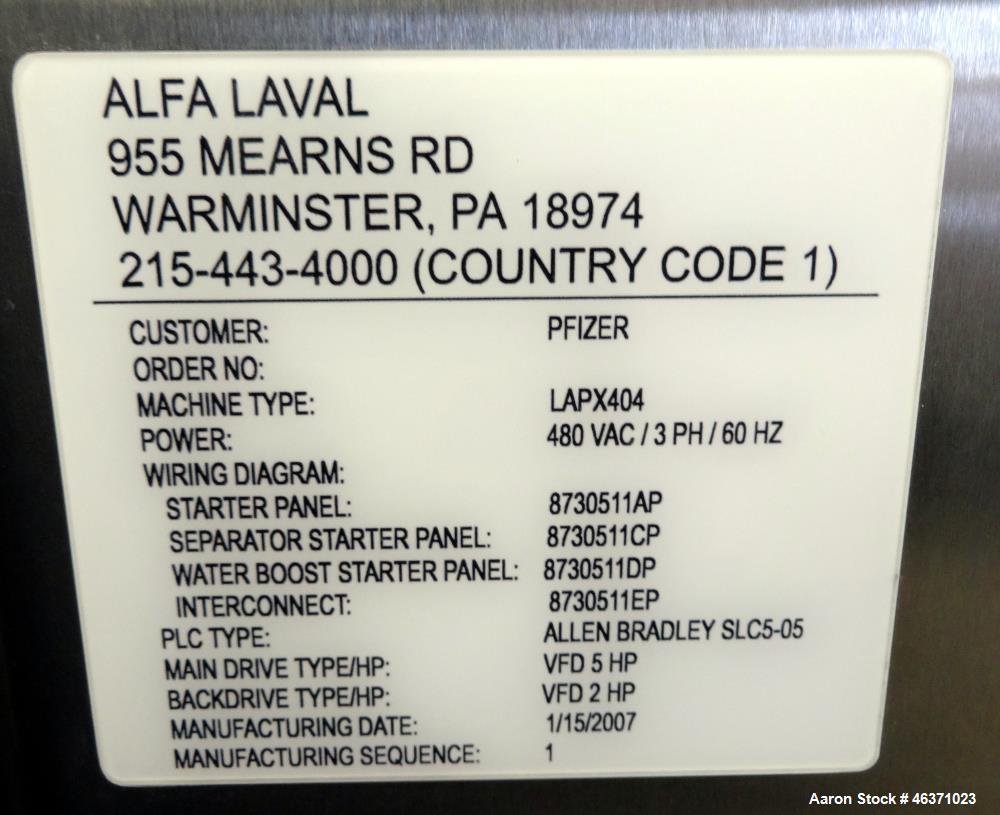 ALFA LAVAL
955 MEARNS RD
WARMINSTER, PA 18974
215-443-4000 (COUNTRY CODE 1)
CUSTOMER: PFIZER
ORDER NO:
MACHINE TYPE: LAPX404
POWER: 480 VAC / 3 PH / 60 HZ
WIRING DIAGRAM:
STARTER PANEL: 8730511AP
SEPARATOR STARTER PANEL: 8730511CP
WATER BOOST STARTER PANEL: 8730511DP
INTERCONNECT: 8730511EP
PLC TYPE: ALLEN BRADLEY SLC5-05
MAIN DRIVE TYPE/HP: VFD 5 HP
BACKDRIVE TYPE/HP: VFD 2 HP
MANUFACTURING DATE: 1/15/2007
MANUFACTURING SEQUENCE: 1
Aaron Stock # 46371023